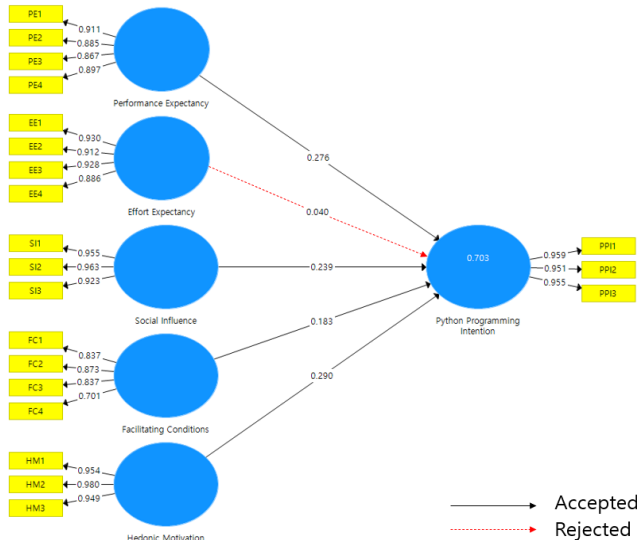 PE1
PE2
PE3
PE4
0.911
0.885
0.867
0.897
Performance Expectancy
EE1
EE2
EE3
EE4
0.930
0.912
0.928
0.886
Effort Expectancy
SI1
SI2
SI3
0.955
0.963
0.923
Social Influence
FC1
FC2
FC3
FC4
0.837
0.873
0.837
0.701
Facilitating Conditions
HM1
HM2
HM3
0.954
0.980
0.949
Hedonic Motivation
0.276
0.040
0.239
0.183
0.290
0.703
Python Programming
Intention
0.959
0.951
0.955
PPI1
PPI2
PPI3
Accepted
Rejected